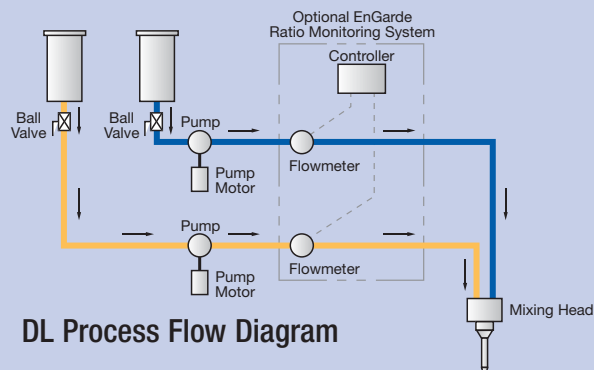 Optional EnGarde
Ratio Monitoring System
Controller
Ball
Valve
Ball
Valve
Pump
Flowmeter
Pump
Motor
Pump
Flowmeter
Pump
Motor
Mixing Head
DL Process Flow Diagram